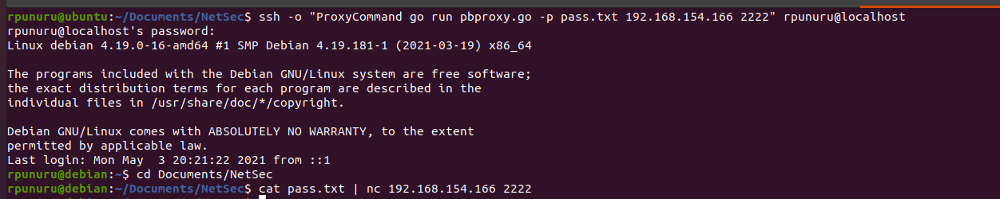 rpunuru@ubuntu:~/Documents/NetSec$ ssh -o "ProxyCommand go run pbproxy.go -p pass.txt 192.168.154.166 2222" rpunuru@localhost
rpunuru@localhost's password:
Linux debian 4.19.0-16-amd64 #1 SMP Debian 4.19.181-1 (2021-03-19) x86_64

The programs included with the Debian GNU/Linux system are free software;
the exact distribution terms for each program are described in the
individual files in /usr/share/doc/*/copyright.

Debian GNU/Linux comes with ABSOLUTELY NO WARRANTY, to the extent
permitted by applicable law.
Last login: Mon May  3 20:21:22 2021 from ::1
rpunuru@debian:~$ cd Documents/NetSec
rpunuru@debian:~/Documents/NetSec$ cat pass.txt | nc 192.168.154.166 2222